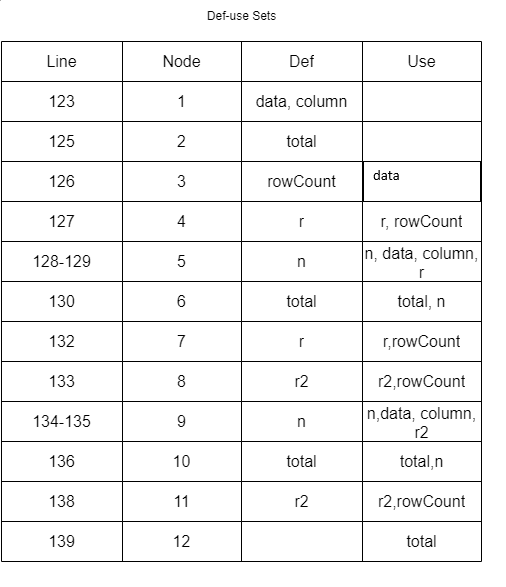 Def-use Sets
Line Node Def Use
123 1 data, column
125 2 total
126 3 rowCount data
127 4 r r, rowCount
128-129 5 n n, data, column, r
130 6 total total, n
132 7 r r,rowCount
133 8 r2 r2,rowCount
134-135 9 n n,data, column, r2
136 10 total total,n
138 11 r2 r2,rowCount
139 12 total